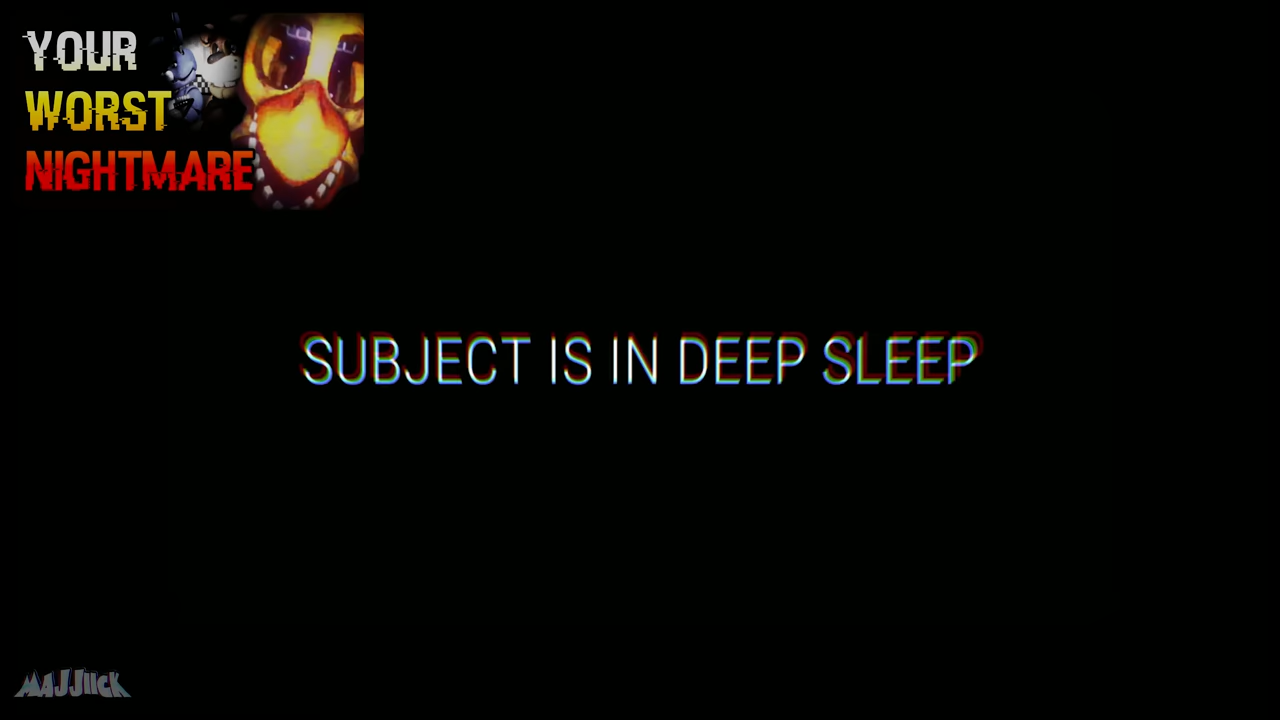 YOUR
WORST
NIGHTMARE
SUBJECT IS IN DEEP SLEEP
MAJJIICK